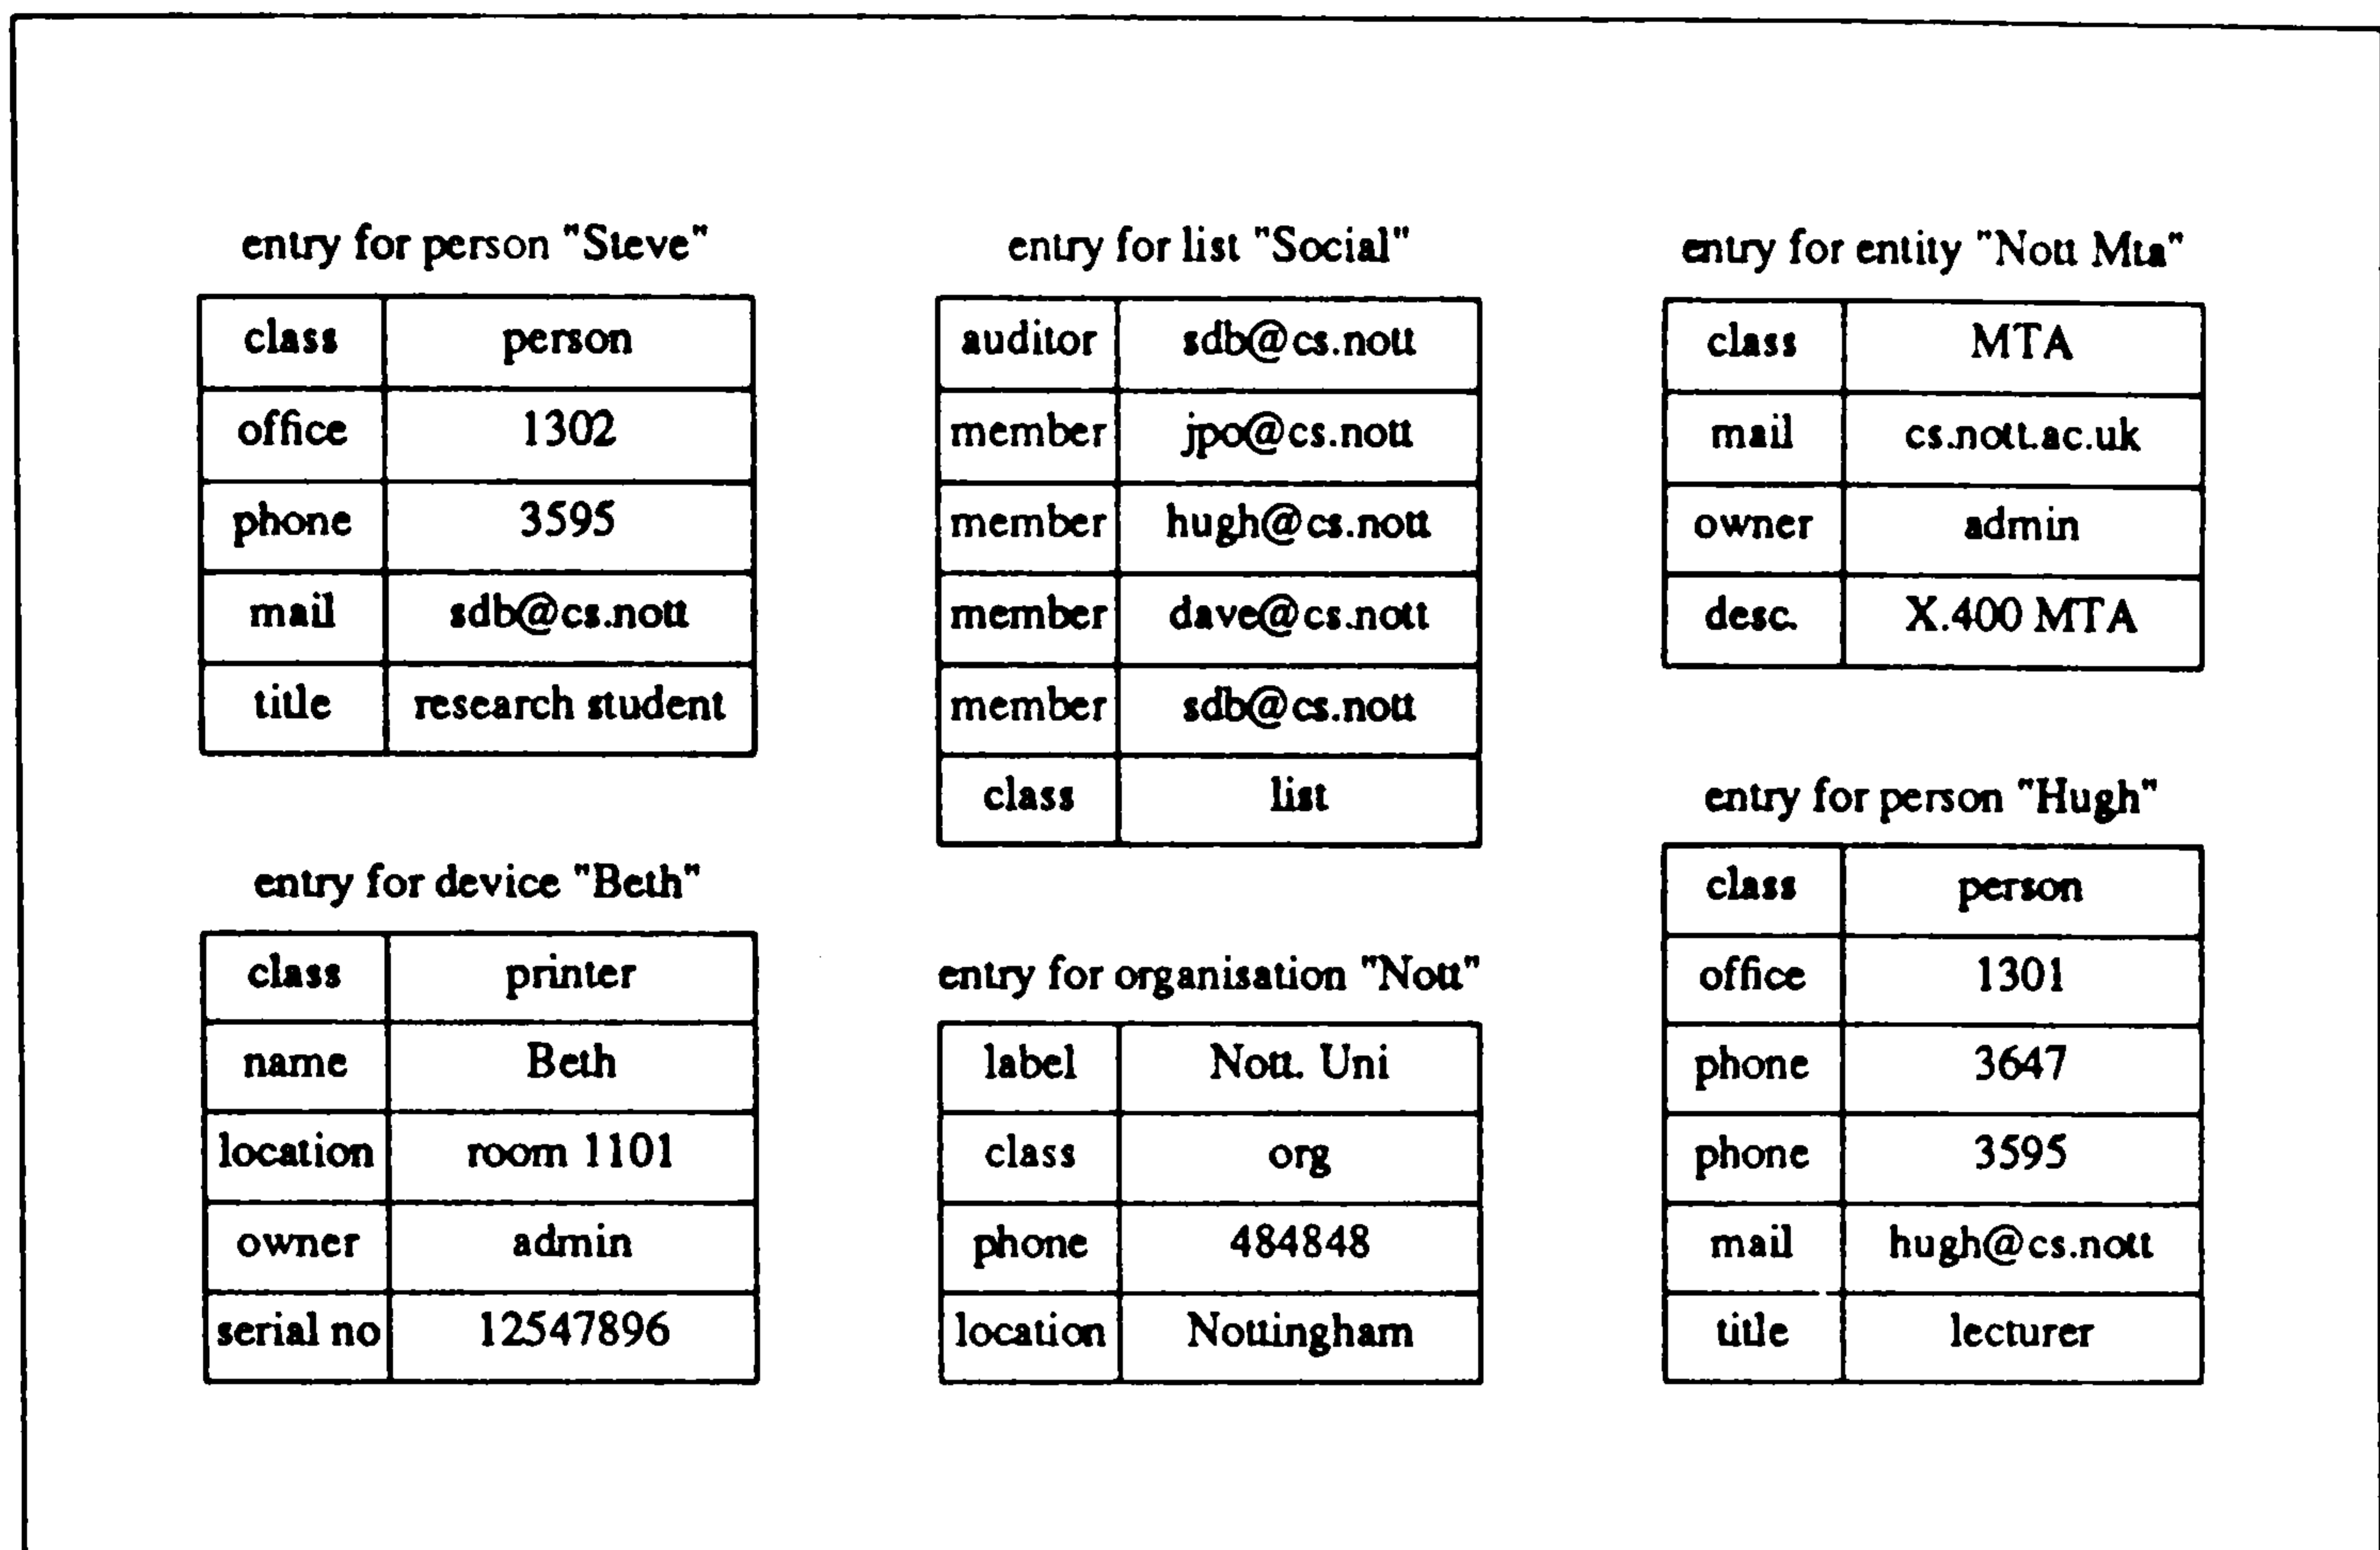 entry for person "Steve"
class person
office 1302
phone 3595
mail sdb@cs.nott
title research student
entry for device "Beth"
class printer
name Beth
location room 1101
owner admin
serial no 12547896
entry for list "Social"
auditor sdb@cs.nott
member jpo@cs.nott
member hugh@cs.nott
member dave@cs.nott
member sdb@cs.nott
class list
entry for organisation "Nott"
label Nott. Uni
class org
phone 484848
location Nottingham
entry for entity "Nott Mta"
class MTA
mail cs.nott.ac.uk
owner admin
desc. X.400 MTA
entry for person "Hugh"
class person
office 1301
phone 3647
phone 3595
mail hugh@cs.nott
title lecturer